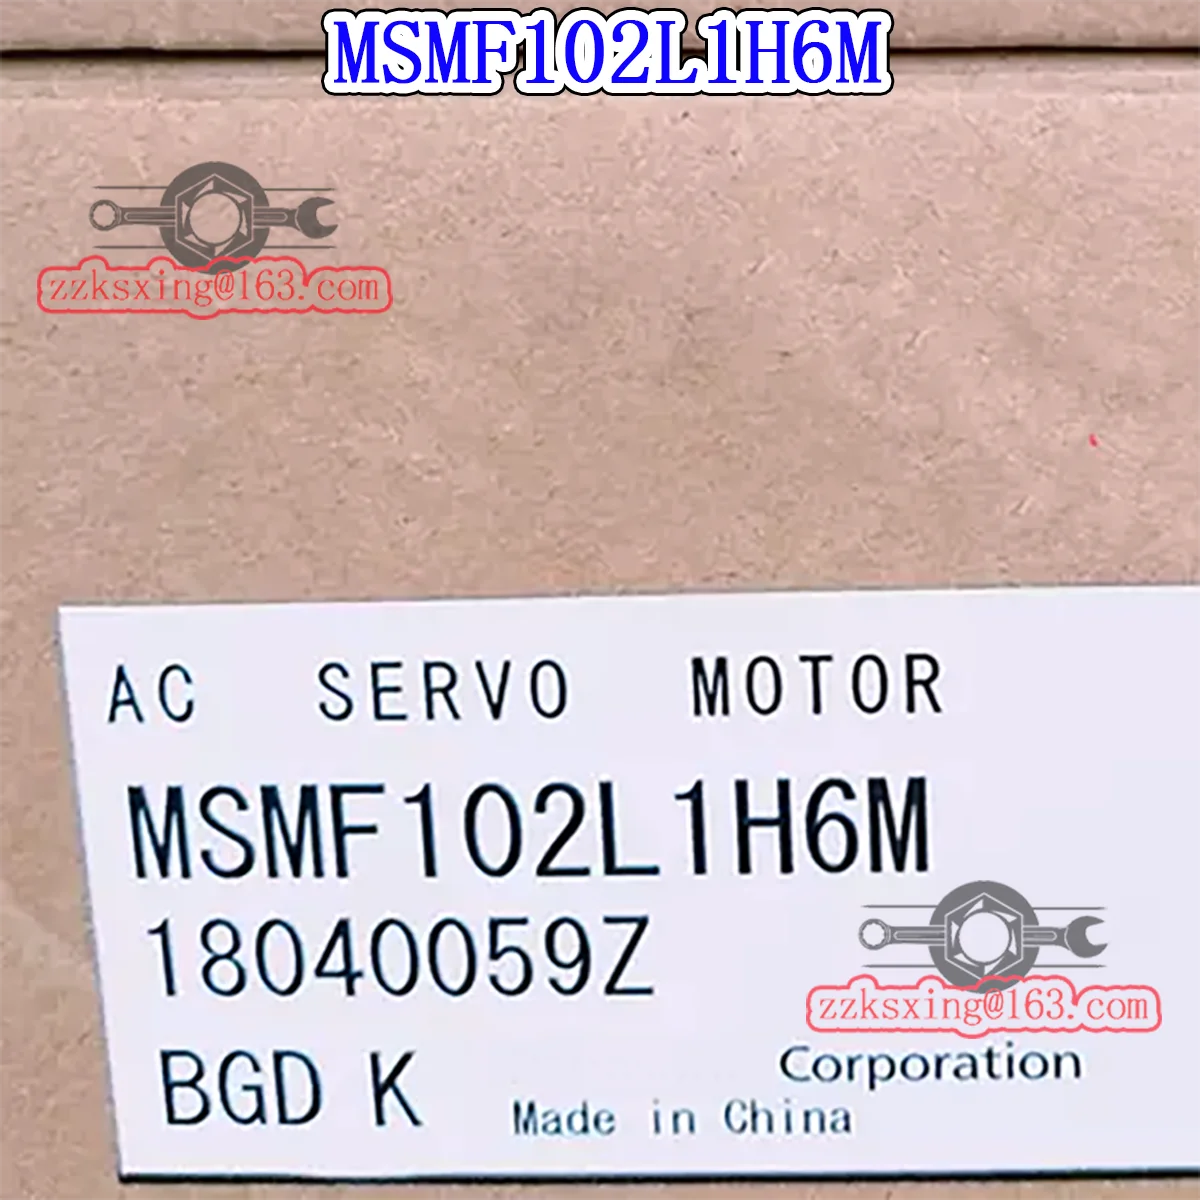 MSMF102L1H6M
zzksxing@163.com
AC SERVO MOTOR
MSMF102L1H6M
18040059Z
zzksxing@163.com
BGD K
Corporation
Made in China